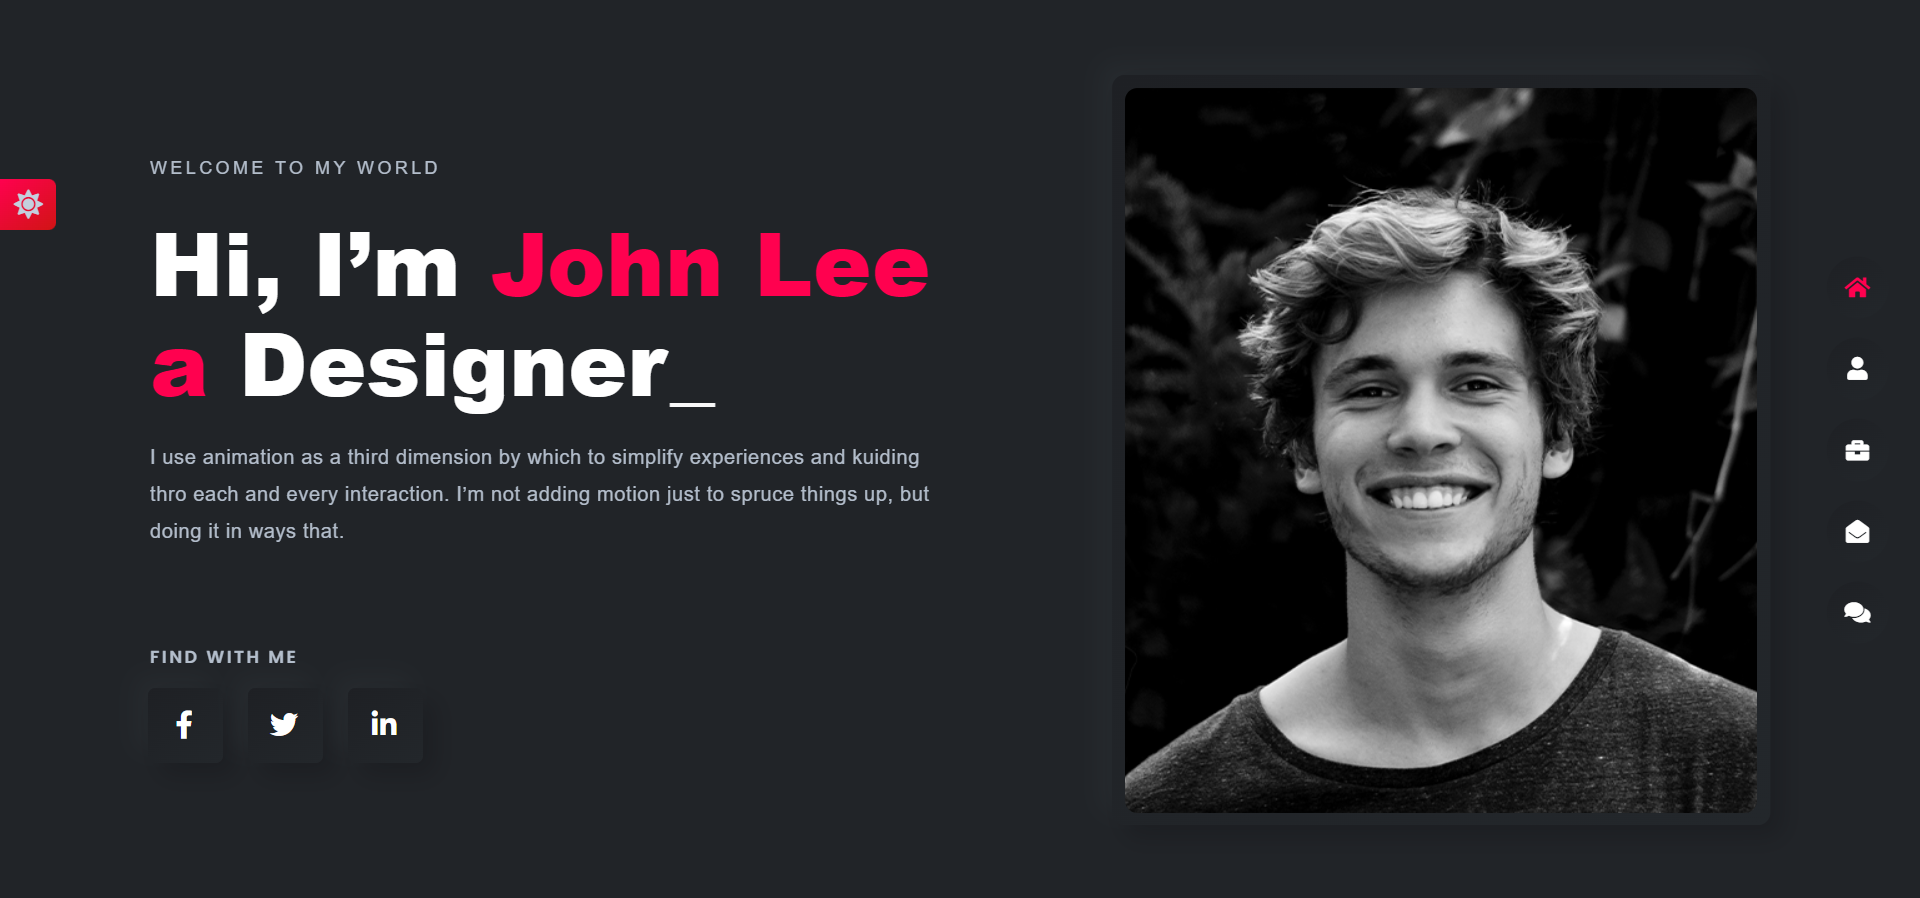 WELCOME TO MY WORLD
Hi, I’m John Lee
a Designer_
I use animation as a third dimension by which to simplify experiences and kuiding
thro each and every interaction. I’m not adding motion just to spruce things up, but
doing it in ways that.
FIND WITH ME